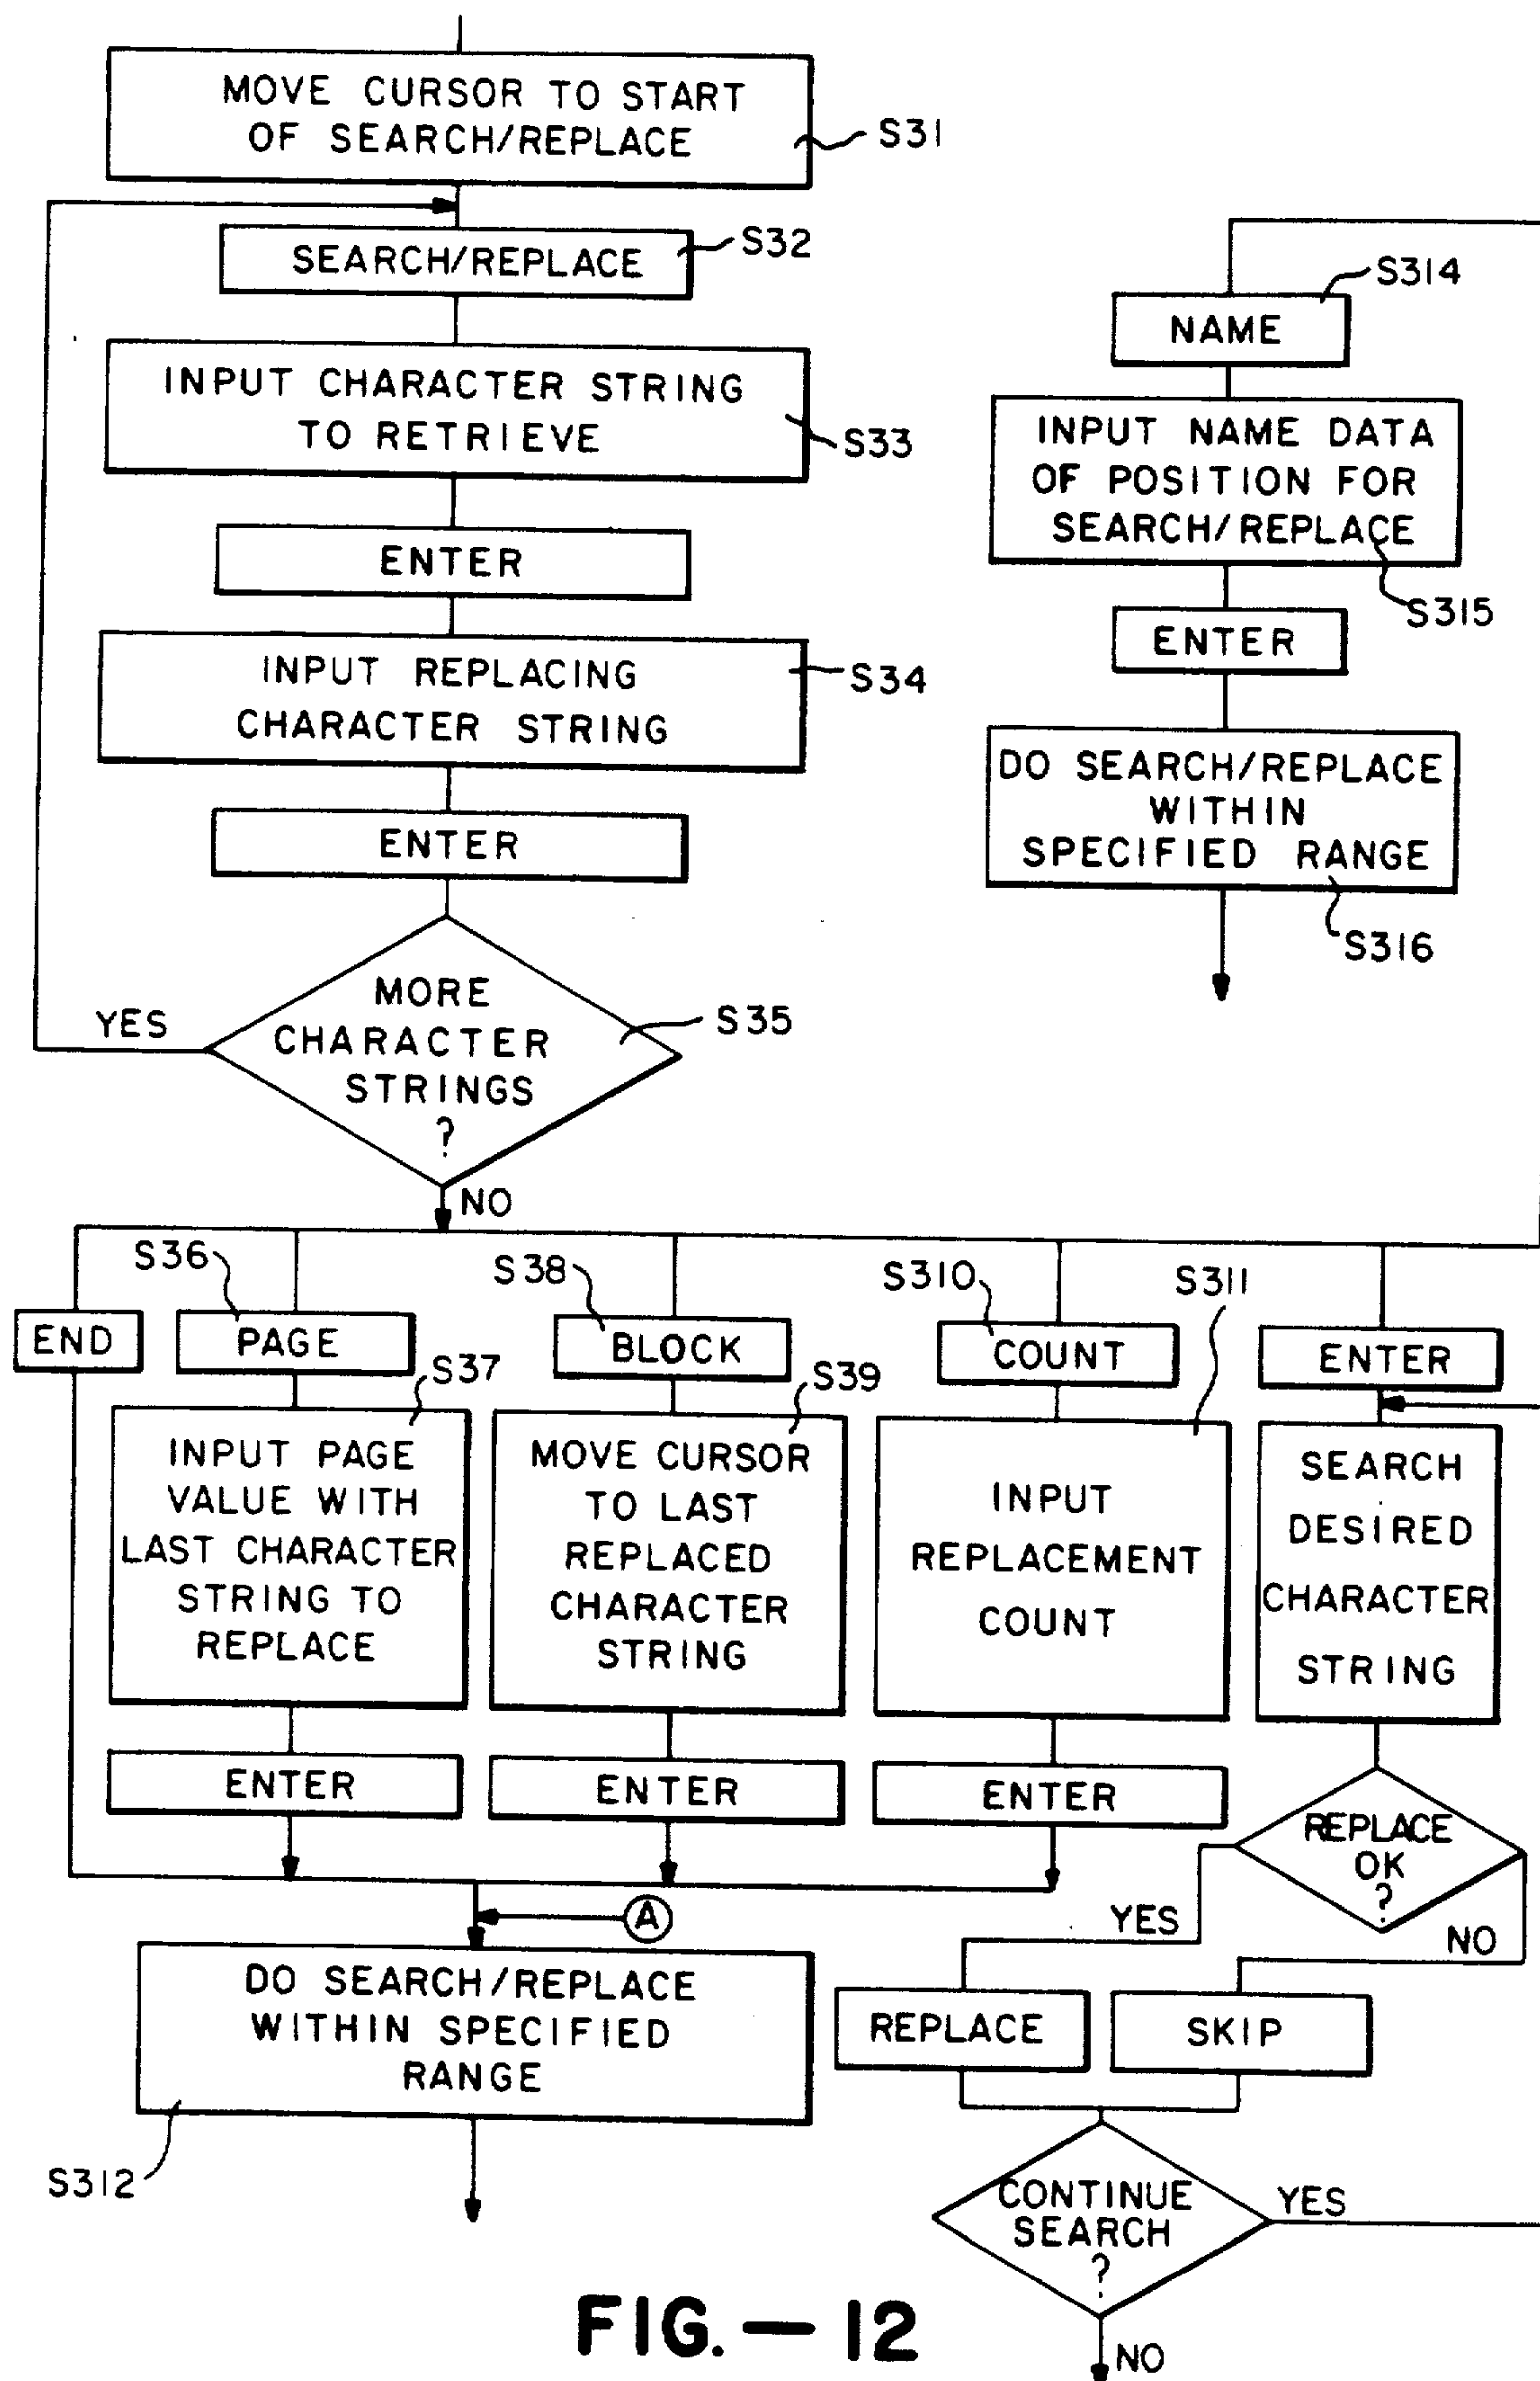 MOVE CURSOR TO START
OF SEARCH/REPLACE
S31
SEARCH/REPLACE
S32
INPUT CHARACTER STRING
TO RETRIEVE
S33
ENTER
INPUT REPLACING
CHARACTER STRING
S34
ENTER
MORE
CHARACTER
STRINGS
?
S35
YES
NO
S314
NAME
INPUT NAME DATA
OF POSITION FOR
SEARCH/REPLACE
S315
ENTER
DO SEARCH/REPLACE
WITHIN
SPECIFIED RANGE
S316
END
S36
PAGE
S37
INPUT PAGE
VALUE WITH
LAST CHARACTER
STRING TO
REPLACE
ENTER
S38
BLOCK
S39
MOVE CURSOR
TO LAST
REPLACED
CHARACTER
STRING
ENTER
S310
COUNT
S311
INPUT
REPLACEMENT
COUNT
ENTER
ENTER
SEARCH
DESIRED
CHARACTER
STRING
REPLACE
OK
?
YES
NO
A
DO SEARCH/REPLACE
WITHIN SPECIFIED
RANGE
S312
REPLACE
SKIP
CONTINUE
SEARCH
?
YES
NO
FIG.—12